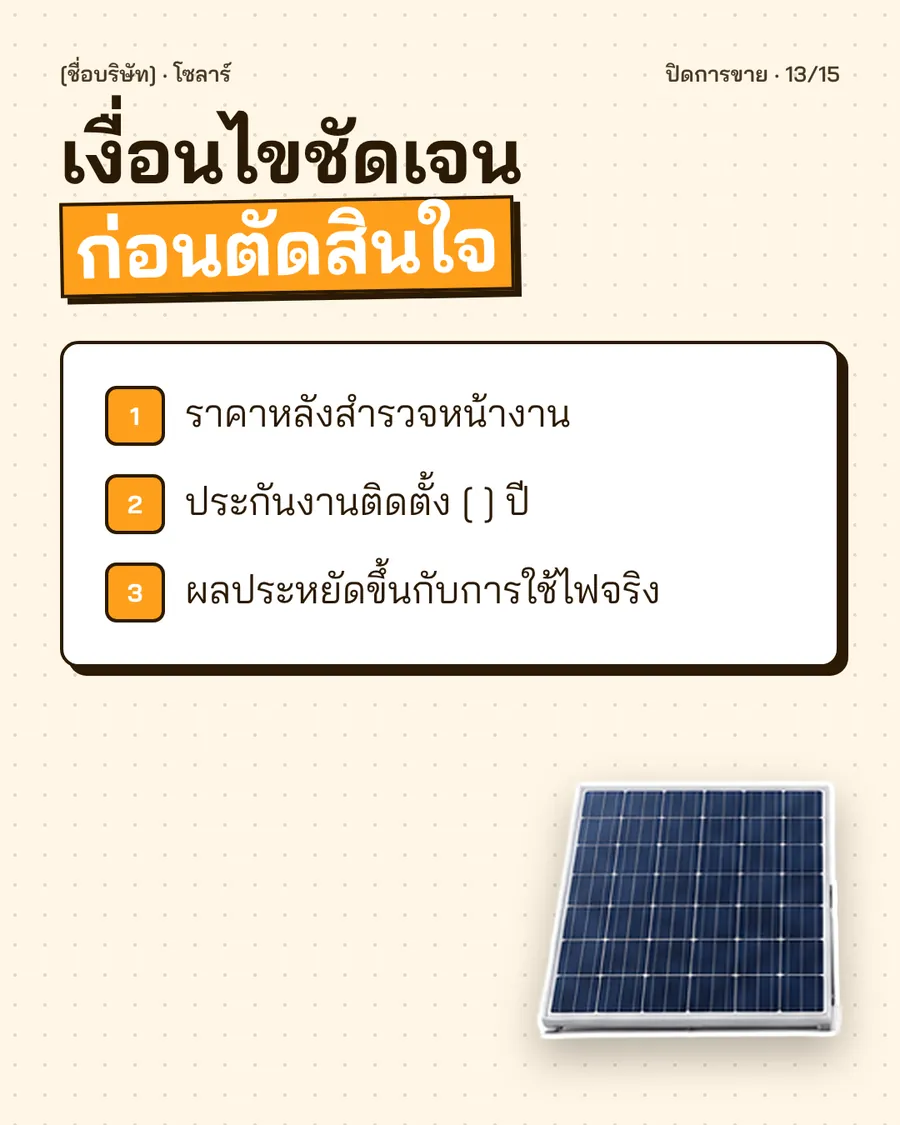 [ชื่อบริษัท] · โซลาร์
ปิดการขาย · 13/15
เงื่อนไขชัดเจน
ก่อนตัดสินใจ
1 ราคาหลังสำรวจหน้างาน
2 ประกันงานติดตั้ง [ ] ปี
3 ผลประหยัดขึ้นกับการใช้ไฟจริง